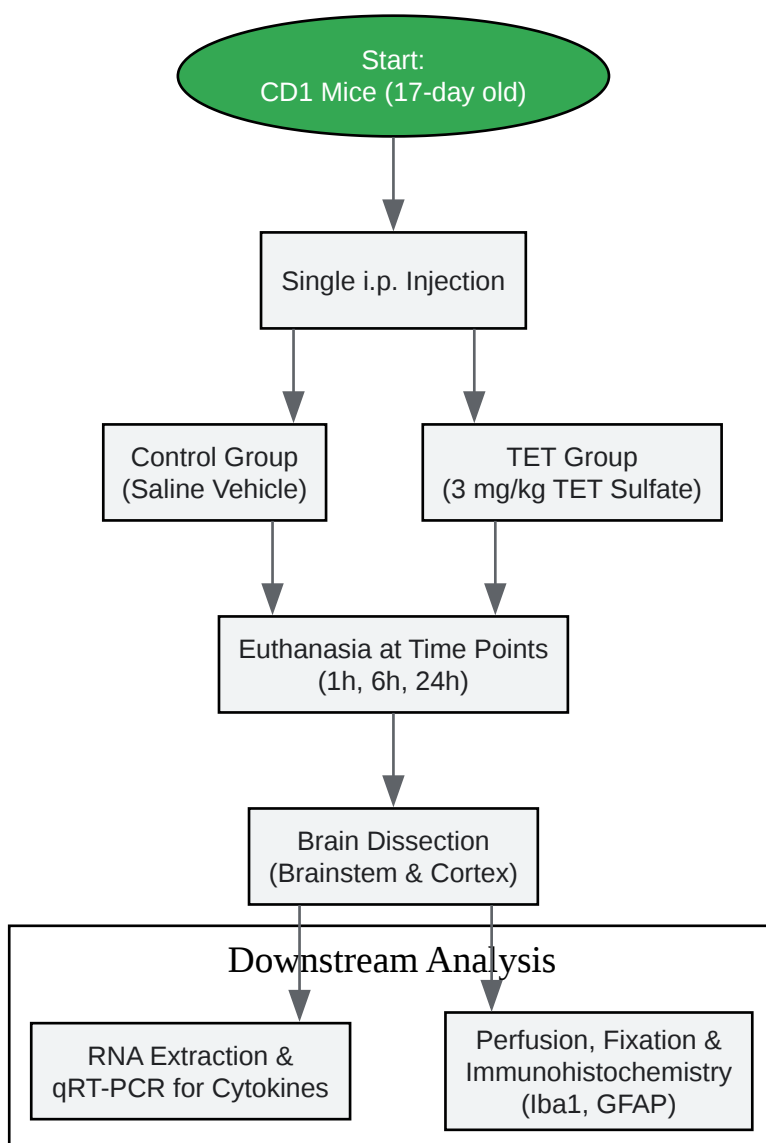 Start:
CD1 Mice (17-day old)
Single i.p. Injection
Control Group
(Saline Vehicle)
TET Group
(3 mg/kg TET Sulfate)
Euthanasia at Time Points
(1h, 6h, 24h)
Brain Dissection
(Brainstem & Cortex)
Downstream Analysis
RNA Extraction &
qRT-PCR for Cytokines
Perfusion, Fixation &
Immunohistochemistry
(Iba1, GFAP)